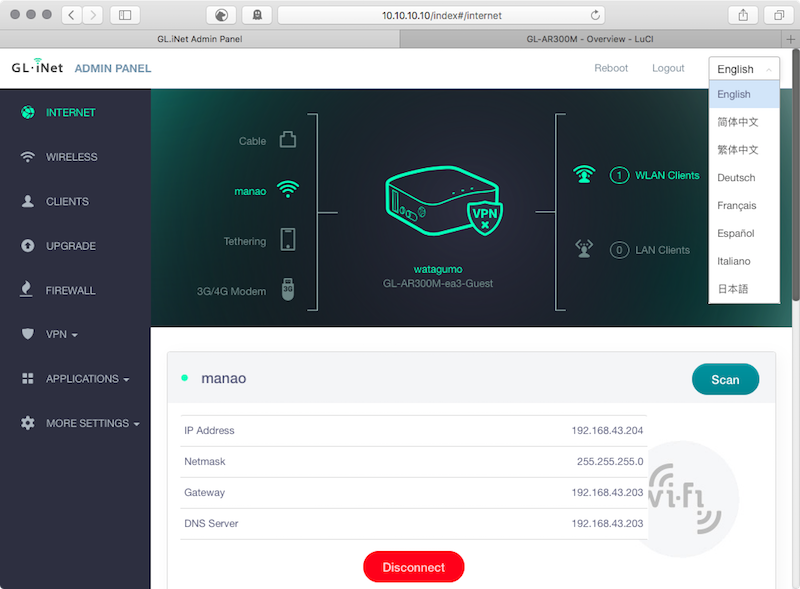 10.10.10.10/index#/internet
GL.iNet Admin Panel
GL-AR300M - Overview - LuCI
GL·iNet ADMIN PANEL
Reboot
Logout
English
English
简体中文
繁体中文
Deutsch
Français
Español
Italiano
日本語
INTERNET
WIRELESS
CLIENTS
UPGRADE
FIREWALL
VPN
APPLICATIONS
MORE SETTINGS
Cable
manao
Tethering
3G/4G Modem
3G
VPN
watagumo
GL-AR300M-ea3-Guest
1 WLAN Clients
0 LAN Clients
manao
Scan
IP Address 192.168.43.204
Netmask 255.255.255.0
Gateway 192.168.43.203
DNS Server 192.168.43.203
wi-fi
Disconnect